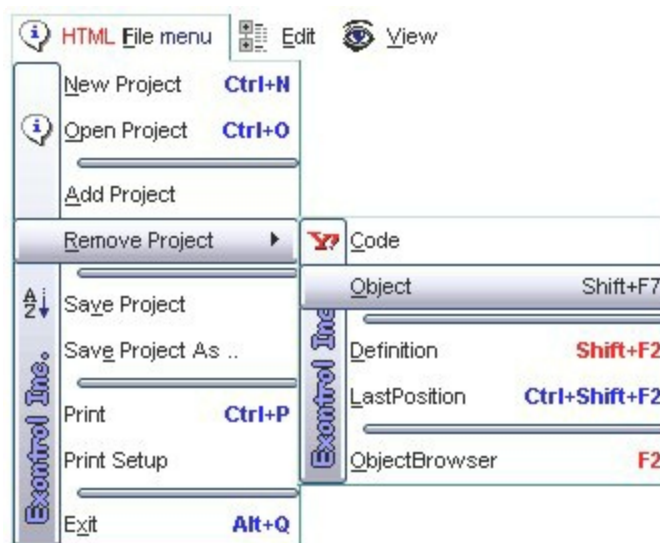 HTML File menu Edit View
New Project Ctrl+N
Open Project Ctrl+O
Add Project
Remove Project
Save Project
Save Project As ..
Print Ctrl+P
Print Setup
Exit Alt+Q
Exontrol Inc.
Code
Object Shift+F7
Definition Shift+F2
LastPosition Ctrl+Shift+F2
ObjectBrowser F2
Exontrol Inc